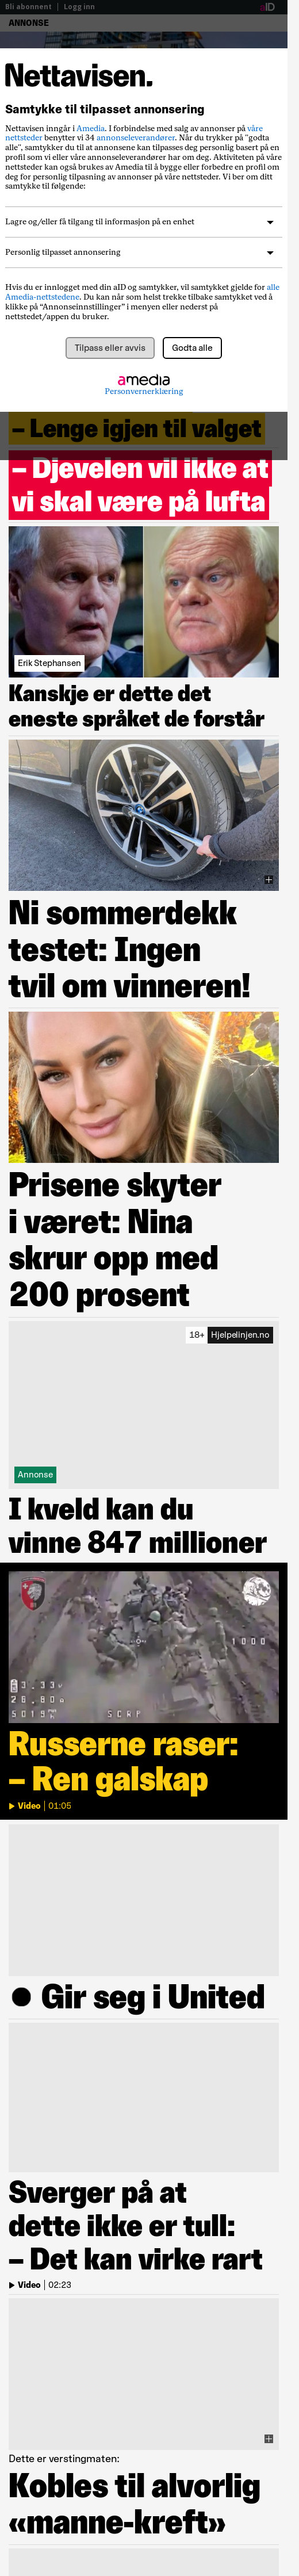 Bli abonnent | Logg inn
aID
ANNONSE
Nettavisen.
Samtykke til tilpasset annonsering
Nettavisen inngår i Amedia. I forbindelse med salg av annonser på våre
nettsteder benytter vi 34 annonseleverandører. Når du trykker på “godta
alle”, samtykker du til at annonsene kan tilpasses deg personlig basert på en
profil som vi eller våre annonseleverandører har om deg. Aktivitetene på våre
nettsteder kan også brukes av Amedia til å bygge eller forbedre en profil om
deg for personlig tilpasning av annonser på våre nettsteder. Vi ber om ditt
samtykke til følgende:
Lagre og/eller få tilgang til informasjon på en enhet
Personlig tilpasset annonsering
Hvis du er innlogget med din aID og samtykker, vil samtykket gjelde for alle
Amedia-nettstedene. Du kan når som helst trekke tilbake samtykket ved å
klikke på “Annonseinnstillinger” i menyen eller nederst på
nettstedet/appen du bruker.
Tilpass eller avvis
Godta alle
amedia
Personvernerklæring
– Lenge igjen til valget
– Djevelen vil ikke at
vi skal være på lufta
Erik Stephansen
Kanskje er dette det
eneste språket de forstår
Ni sommerdekk
testet: Ingen
tvil om vinneren!
Prisene skyter
i været: Nina
skrur opp med
200 prosent
18+ Hjelpelinjen.no
Annonse
I kveld kan du
vinne 847 millioner
1000
SCRP
Russerne raser:
– Ren galskap
Video | 01:05
● Gir seg i United
Sverger på at
dette ikke er tull:
– Det kan virke rart
Video | 02:23
Dette er verstingmaten:
Kobles til alvorlig
«manne-kreft»